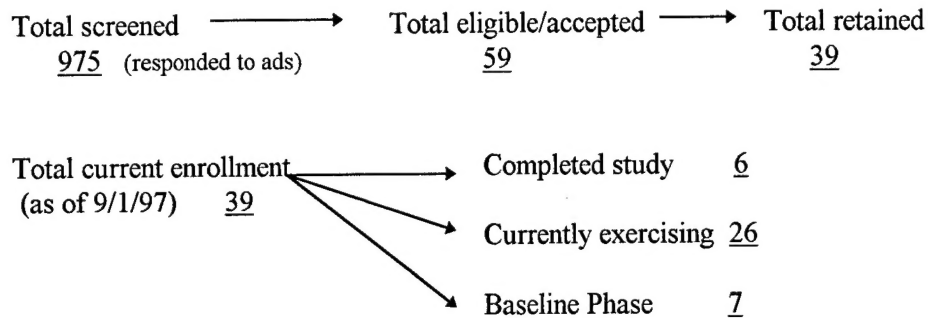 Total screened Total eligible/accepted Total retained
975 (responded to ads) 59 39
Total current enrollment Completed study 6
(as of 9/1/97) 39
Currently exercising 26
Baseline Phase 7